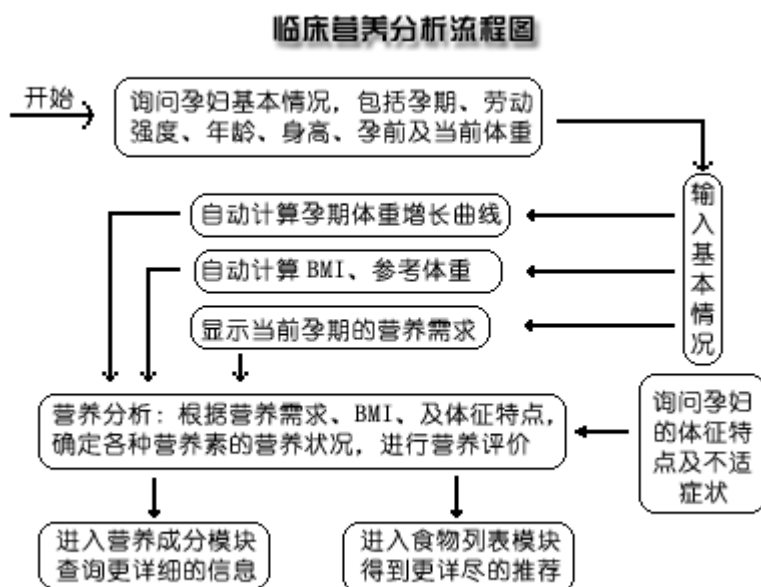 临床营养分析流程图
开始
询问孕妇基本情况，包括孕期、劳动
强度、年龄、身高、孕前及当前体重
输入基本情况
自动计算孕期体重增长曲线
自动计算 BMI、参考体重
显示当前孕期的营养需求
询问孕妇
的体征特
点及不适
症状
营养分析：根据营养需求、BMI、及体征特点，
确定各种营养素的营养状况，进行营养评价
进入营养成分模块
查询更详细的信息
进入食物列表模块
得到更详尽的推荐